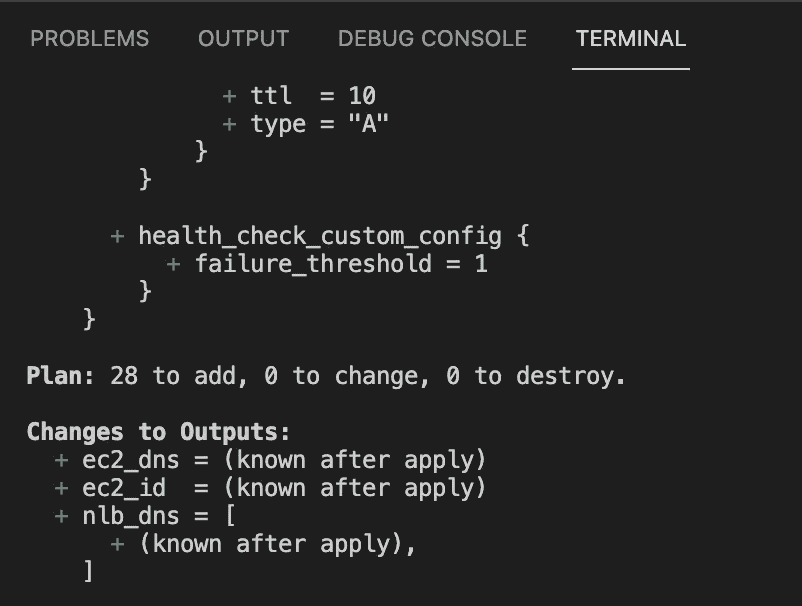 PROBLEMS OUTPUT DEBUG CONSOLE TERMINAL
+ ttl  = 10
+ type = "A"
}
}
+ health_check_custom_config {
+ failure_threshold = 1
}
}
Plan: 28 to add, 0 to change, 0 to destroy.
Changes to Outputs:
+ ec2_dns = (known after apply)
+ ec2_id  = (known after apply)
+ nlb_dns = [
+ (known after apply),
]